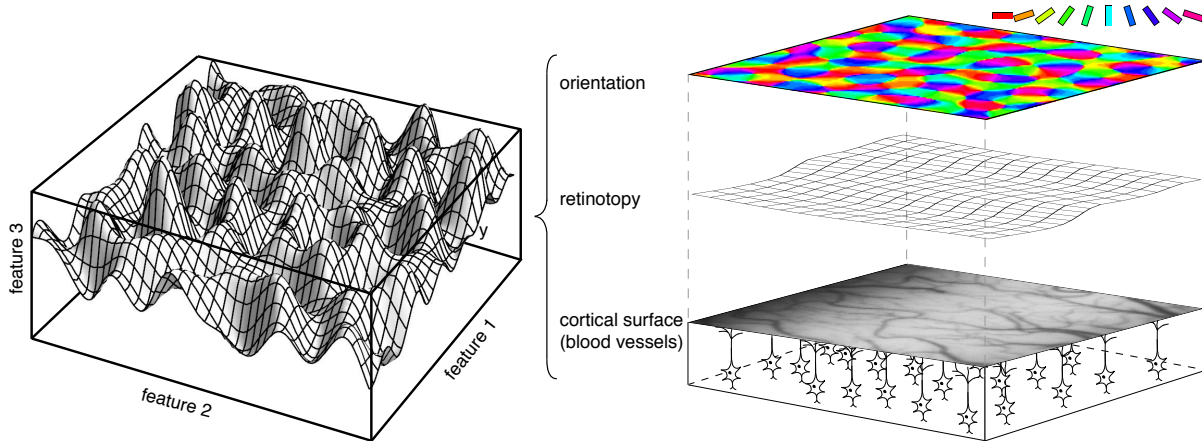 feature 3
feature 2
feature 1
y
orientation
retinotopy
cortical surface
(blood vessels)